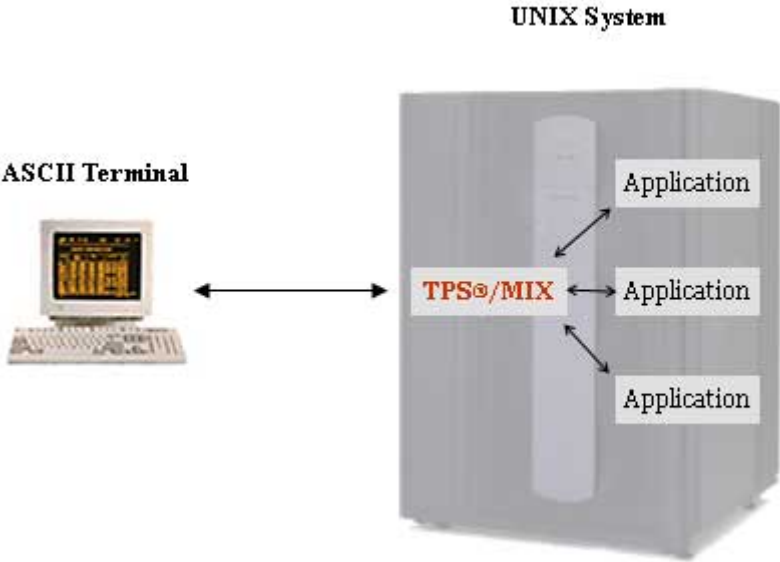 UNIX System
ASCII Terminal
Application
TPS®/MIX
Application
Application